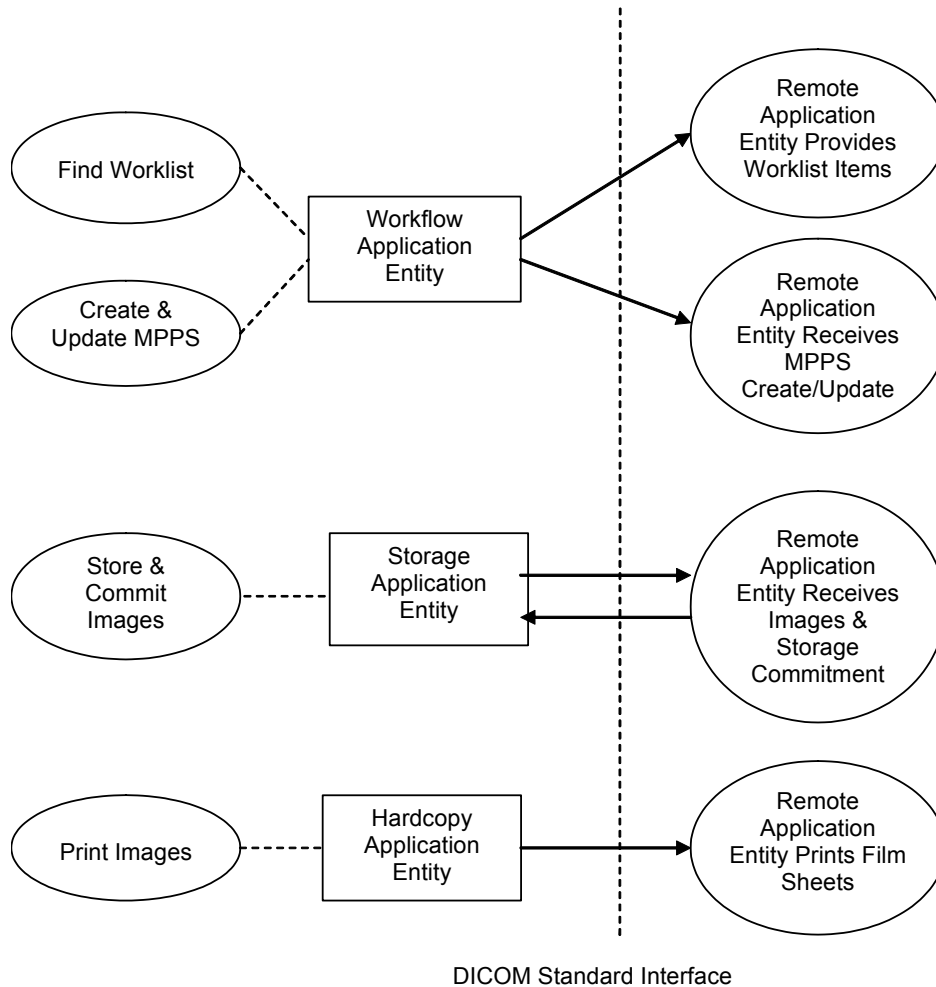 Find Worklist
Create &
Update MPPS
Workflow
Application
Entity
Remote
Application
Entity Provides
Worklist Items
Remote
Application
Entity Receives
MPPS
Create/Update
Store &
Commit
Images
Storage
Application
Entity
Remote
Application
Entity Receives
Images &
Storage
Commitment
Print Images
Hardcopy
Application
Entity
Remote
Application
Entity Prints Film
Sheets
DICOM Standard Interface